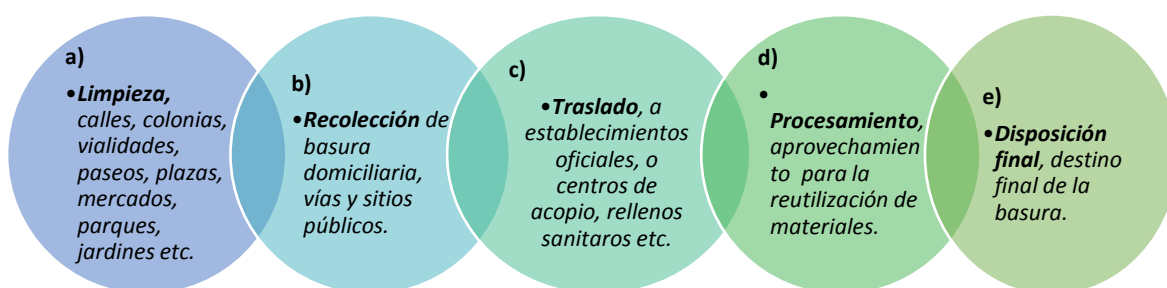 a)
•Limpieza,
calles, colonias,
vialidades,
paseos, plazas,
mercados,
parques,
jardines etc.
b)
•Recolección de
basura
domiciliaria,
vías y sitios
públicos.
c)
•Traslado, a
establecimientos
oficiales, o
centros de
acopio, rellenos
sanitaros etc.
d)
•
Procesamiento,
aprovechamien
to para la
reutilización de
materiales.
e)
•Disposición
final, destino
final de la
basura.